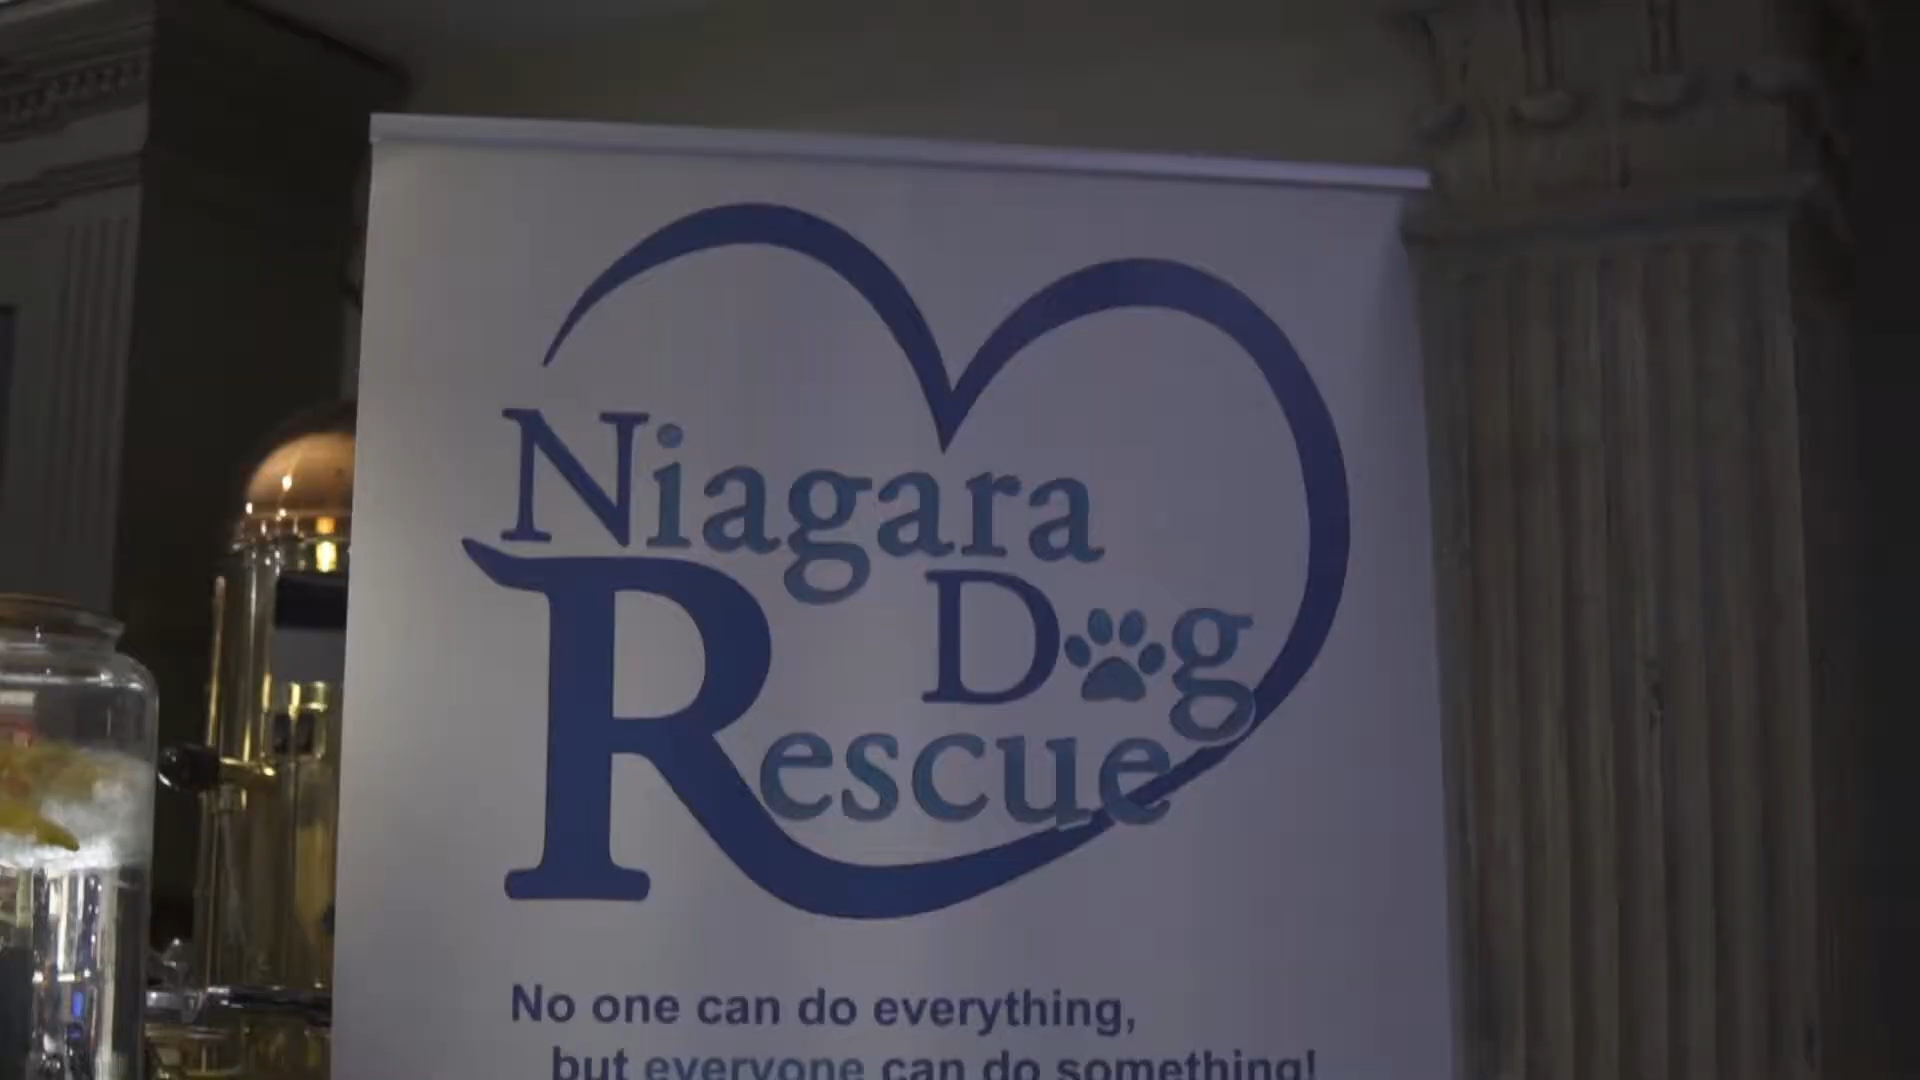 Niagara
Dog
Rescue
No one can do everything,
but everyone can do something!